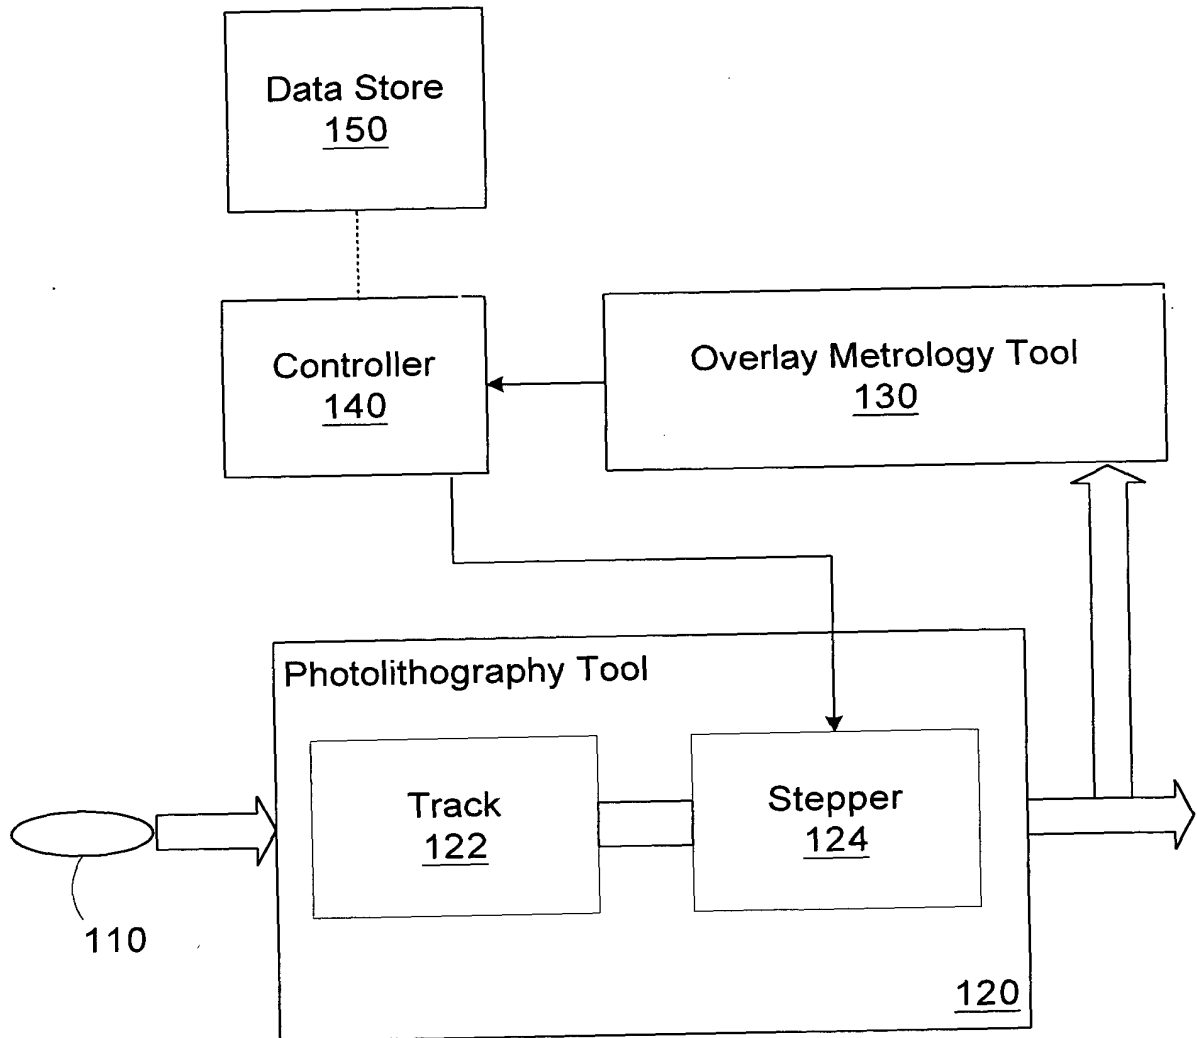 Data Store
150
Controller
140
Overlay Metrology Tool
130
Photolithography Tool
Track
122
Stepper
124
110
120